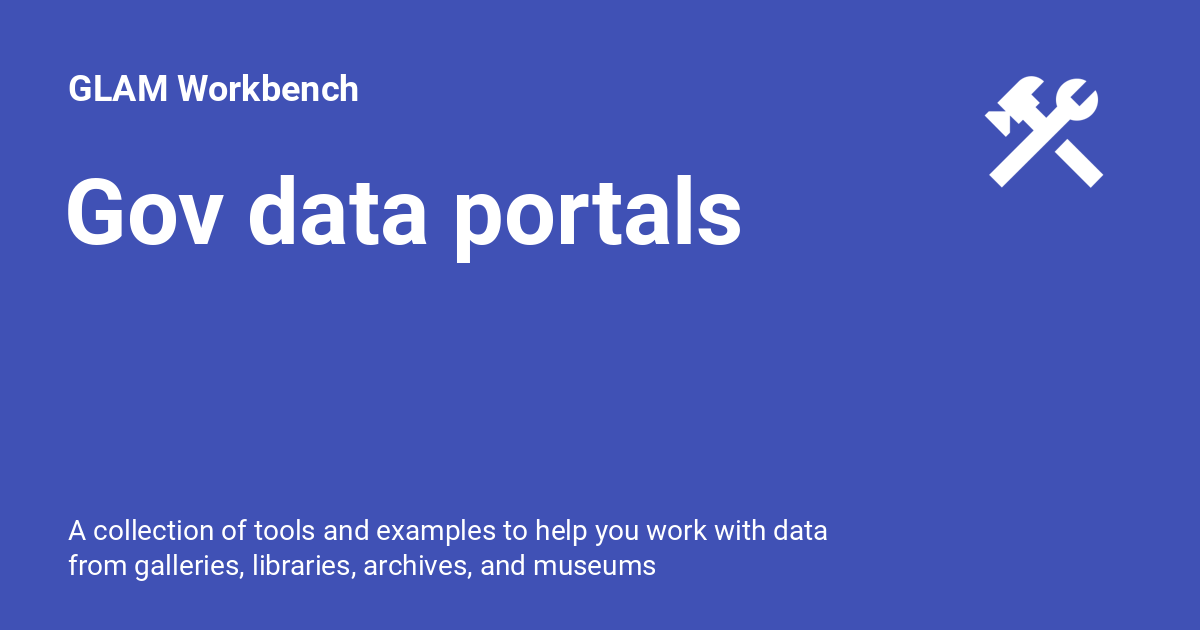 GLAM Workbench
Gov data portals
A collection of tools and examples to help you work with data
from galleries, libraries, archives, and museums